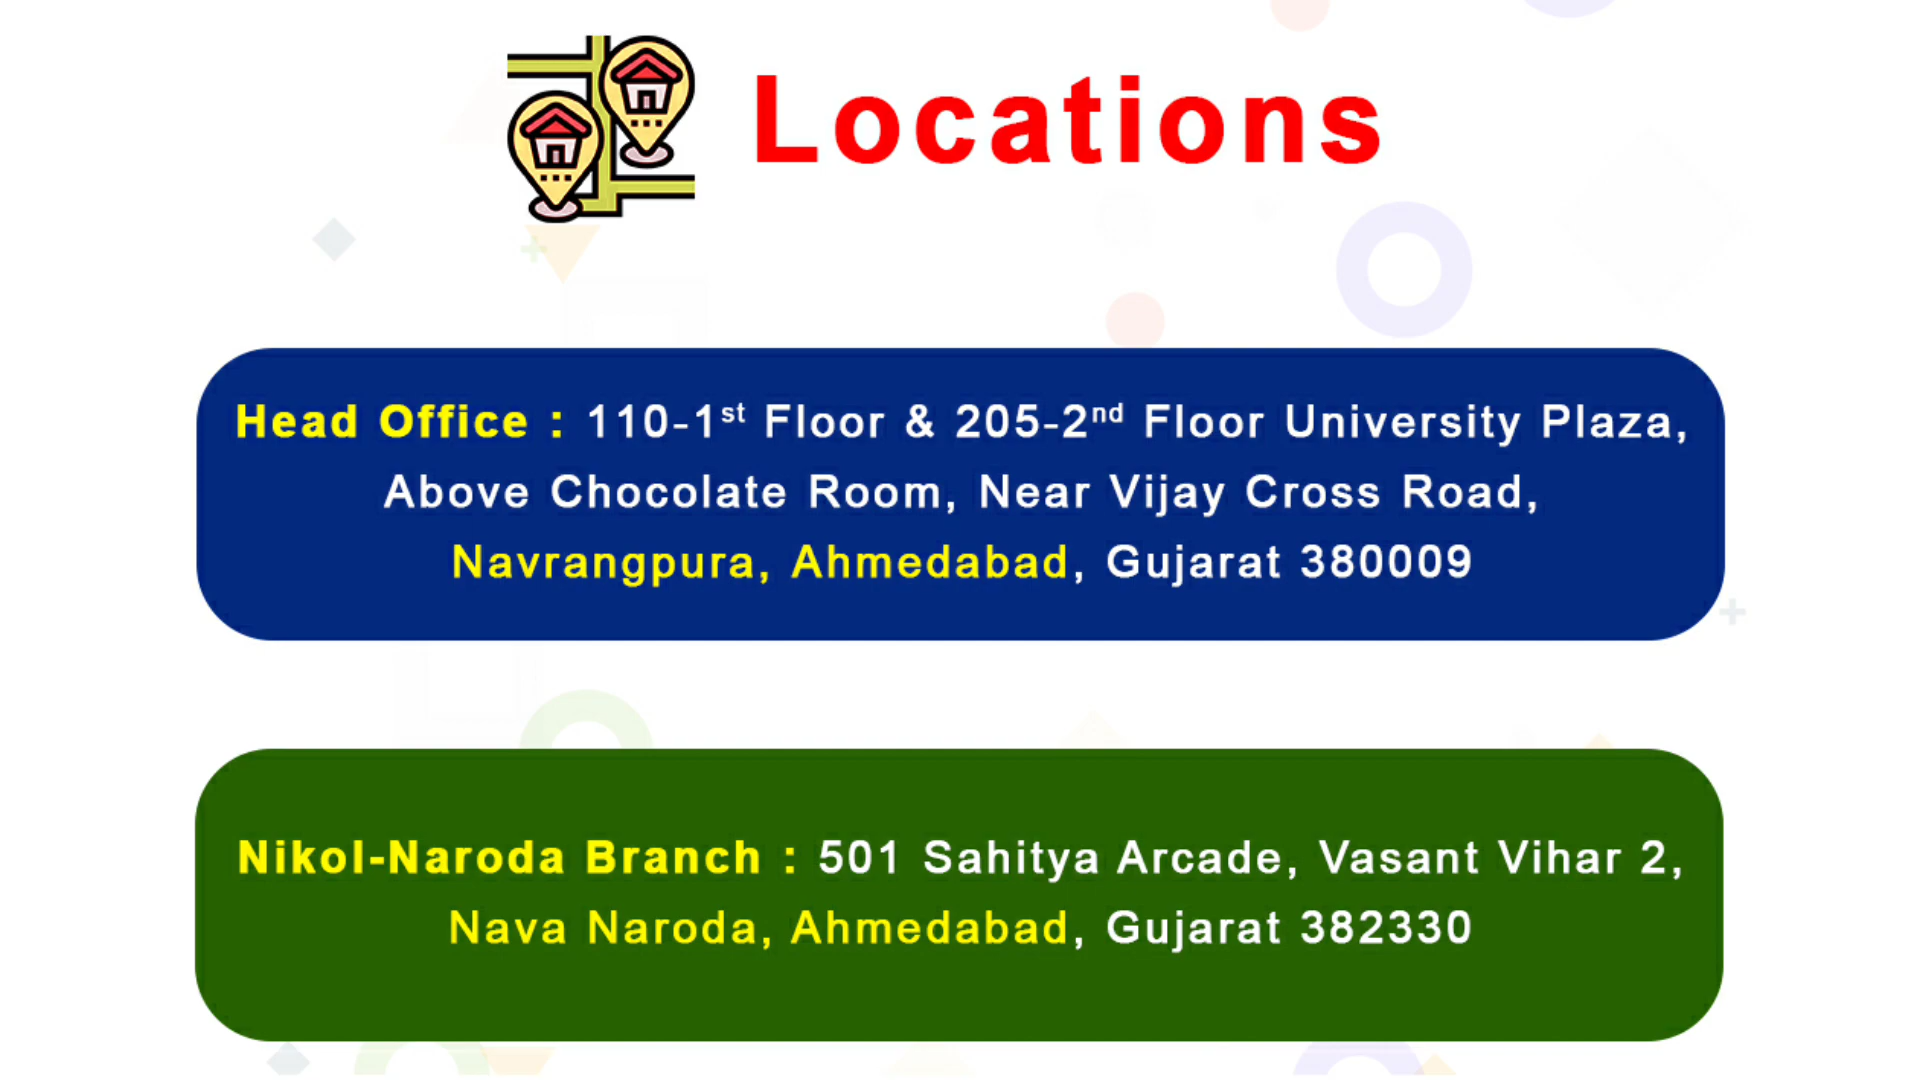 Locations
Head Office : 110-1st Floor & 205-2nd Floor University Plaza,
Above Chocolate Room, Near Vijay Cross Road,
Navrangpura, Ahmedabad, Gujarat 380009
Nikol-Naroda Branch : 501 Sahitya Arcade, Vasant Vihar 2,
Nava Naroda, Ahmedabad, Gujarat 382330